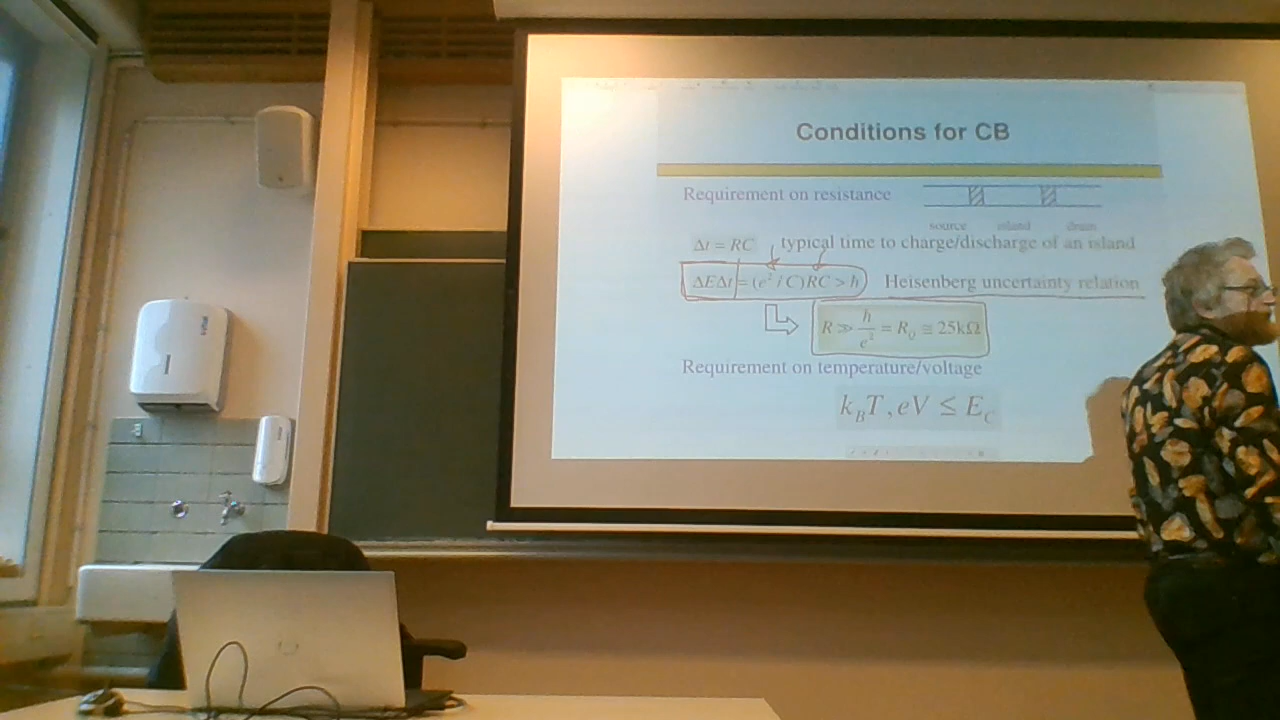 Conditions for CB
Requirement on resistance
source island drain
Δt = RC typical time to charge/discharge of an island
ΔEΔt = (e² / C)RC > h Heisenberg uncertainty relation
R ≫ h/e² = R_Q ≅ 25kΩ
Requirement on temperature/voltage
k_BT, eV ≤ E_C